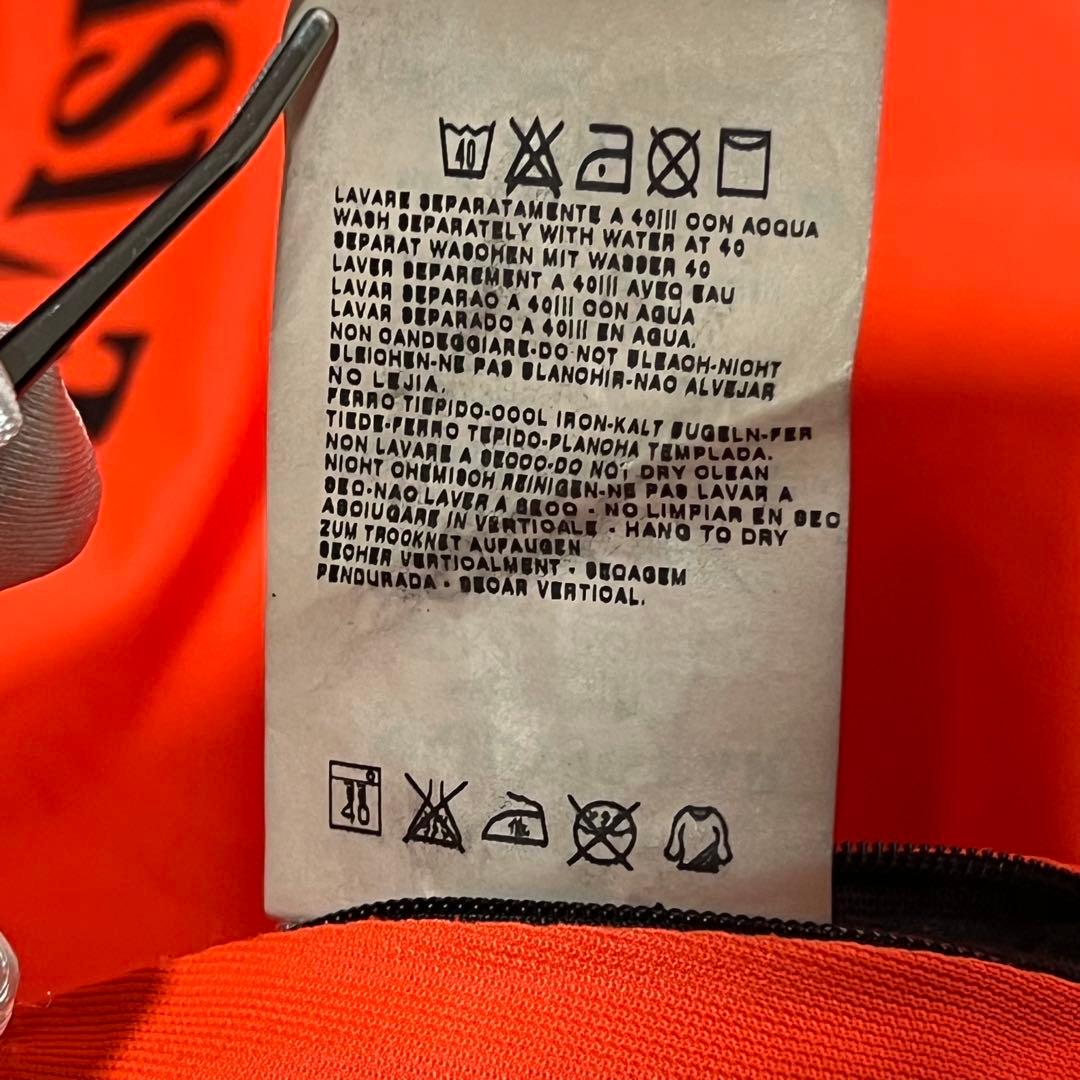 40
LAVARE SEPARATAMENTE A 40||| CON ACQUA
WASH SEPARATELY WITH WATER AT 40
SEPARAT WASCHEN MIT WASSER 40
LAVER SEPAREMENT A 40||| AVEC EAU
LAVAR SEPARAO A 40||| CON AGUA
LAVAR SEPARADO A 40||| EN AGUA.
NON CANDEGGIARE-DO NOT BLEACH-NICHT
BLEICHEN-NE PAS BLANCHIR-NAO ALVEJAR
NO LEJIA.
FERRO TIEPIDO-COOL IRON-KALT BUGELN-FER
TIEDE-FERRO TEPIDO-PLANCHA TEMPLADA.
NON LAVARE A SECCO-DO NOT DRY CLEAN
NICHT CHEMISCH REINIGEN-NE PAS LAVAR A
SEC-NAO LAVER A SECO - NO LIMPIAR EN SEC
ASCIUGARE IN VERTICALE - HANG TO DRY
ZUM TROCKNET AUFAUGEN
SECHER VERTICALMENT - SECAGEM
PENDURADA - SECAR VERTICAL.